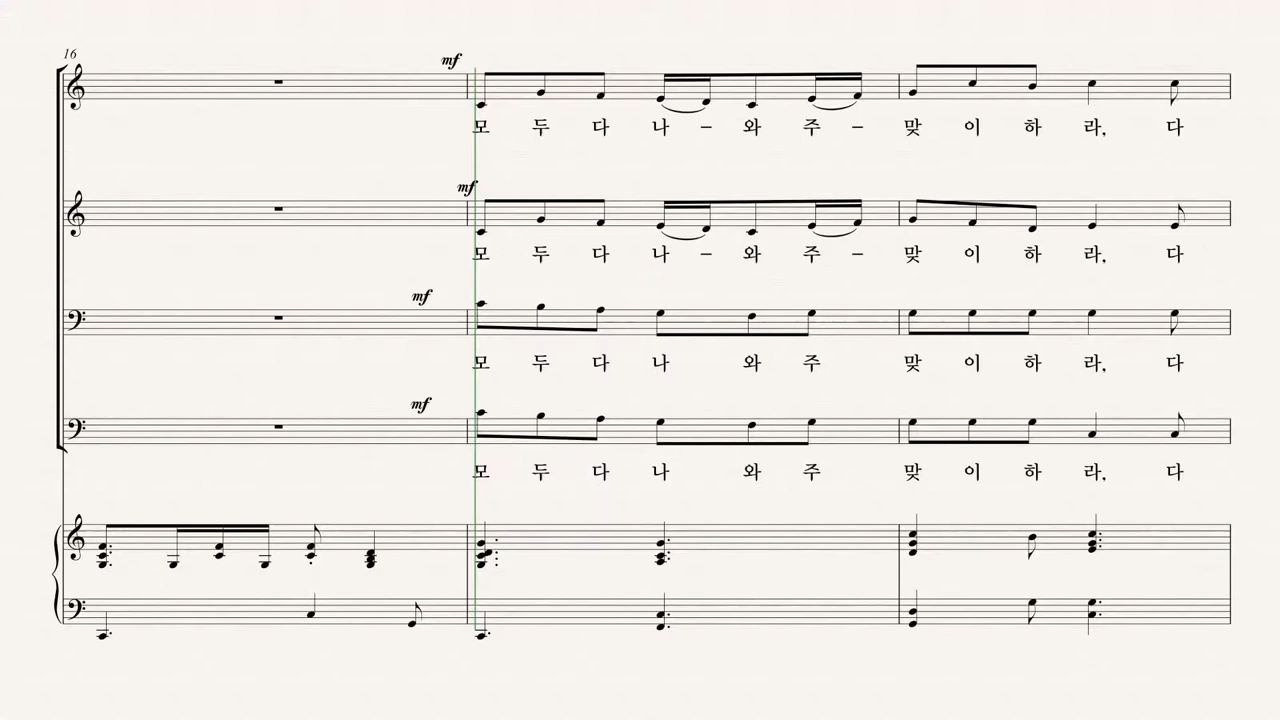 16
mf
모 두 다 나 – 와 주 – 맞 이 하 라, 다
mf
모 두 다 나 – 와 주 – 맞 이 하 라, 다
mf
모 두 다 나 와 주 맞 이 하 라, 다
mf
모 두 다 나 와 주 맞 이 하 라, 다